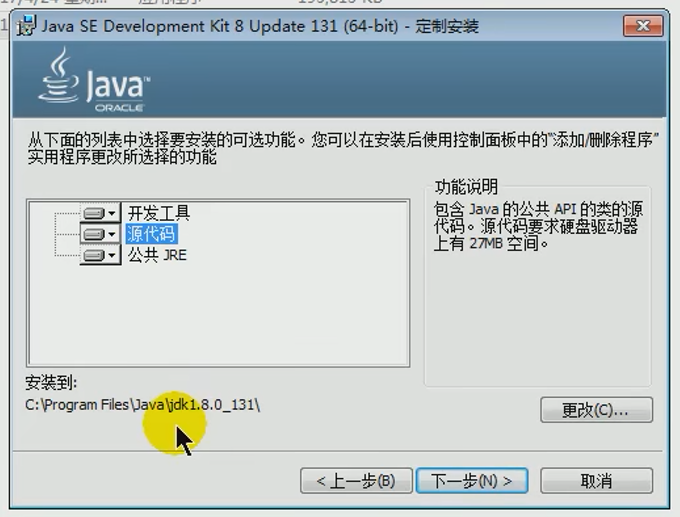 Java SE Development Kit 8 Update 131 (64-bit) - 定制安装
Java™
ORACLE
从下面的列表中选择要安装的可选功能。您可以在安装后使用控制面板中的“添加/删除程序”
实用程序更改所选择的功能
开发工具
源代码
公共 JRE
功能说明
包含 Java 的公共 API 的类的源
代码。源代码要求硬盘驱动器
上有 27MB 空间。
安装到:
C:\Program Files\Java\jdk1.8.0_131\
更改(C)...
< 上一步(B)
下一步(N) >
取消